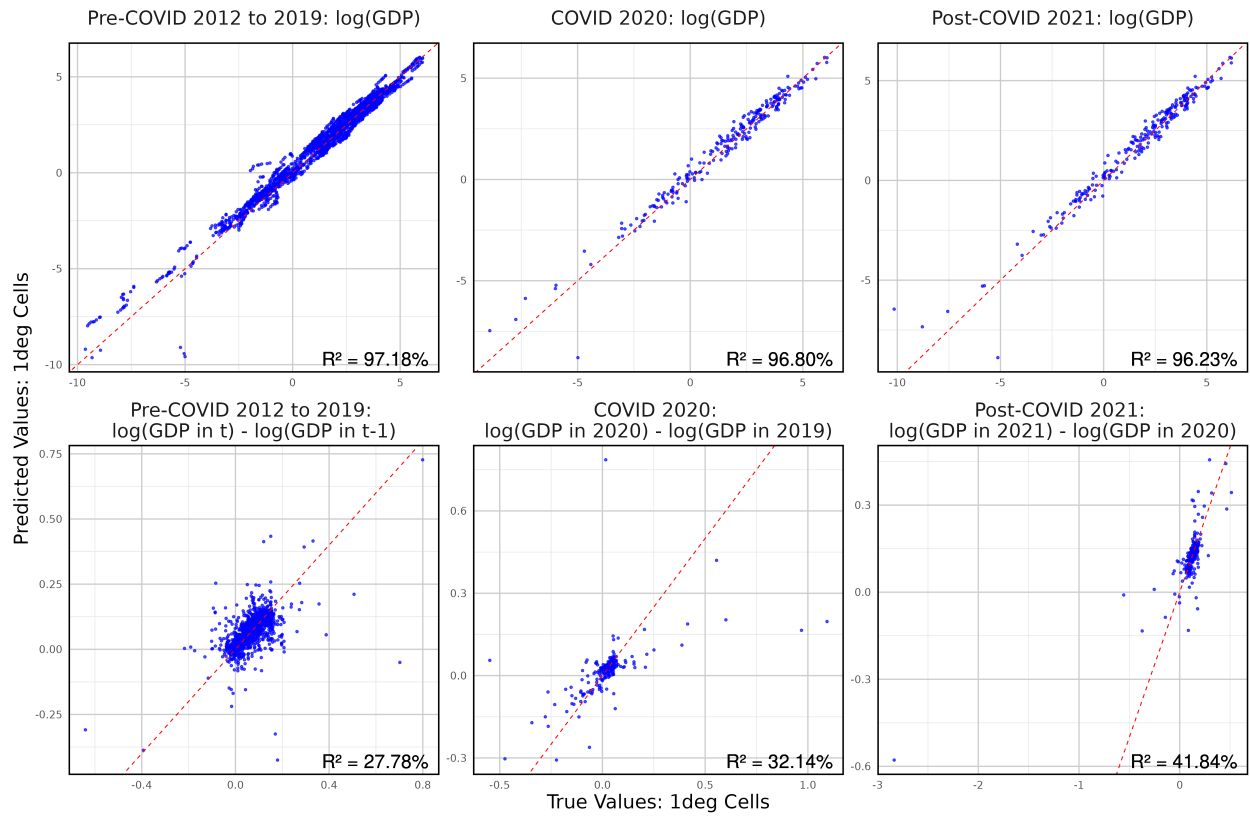 Pre-COVID 2012 to 2019: log(GDP)
COVID 2020: log(GDP)
Post-COVID 2021: log(GDP)
5
0
-5
-10
R² = 97.18%
-10 -5 0 5
5
0
-5
R² = 96.80%
-5 0 5
5
0
-5
R² = 96.23%
-10 -5 0 5
Predicted Values: 1deg Cells
Pre-COVID 2012 to 2019:
log(GDP in t) - log(GDP in t-1)
COVID 2020:
log(GDP in 2020) - log(GDP in 2019)
Post-COVID 2021:
log(GDP in 2021) - log(GDP in 2020)
0.75
0.50
0.25
0.00
-0.25
R² = 27.78%
-0.4 0.0 0.4 0.8
0.6
0.3
0.0
-0.3
R² = 32.14%
-0.5 0.0 0.5 1.0
0.3
0.0
-0.3
-0.6
R² = 41.84%
-3 -2 -1 0
True Values: 1deg Cells